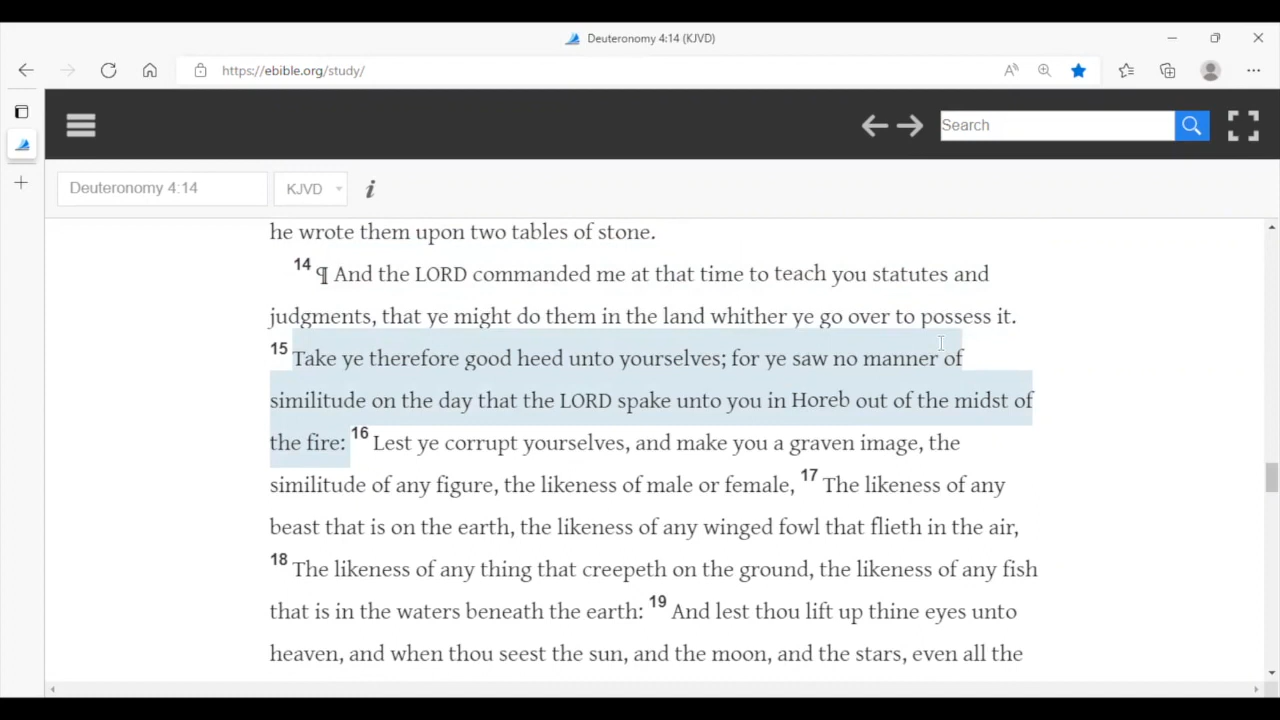 Deuteronomy 4:14 (KJVD)
https://ebible.org/study/
Search
Deuteronomy 4:14
KJVD
i
he wrote them upon two tables of stone.
14 ¶ And the LORD commanded me at that time to teach you statutes and
judgments, that ye might do them in the land whither ye go over to possess it.
15 Take ye therefore good heed unto yourselves; for ye saw no manner of
similitude on the day that the LORD spake unto you in Horeb out of the midst of
the fire: 16 Lest ye corrupt yourselves, and make you a graven image, the
similitude of any figure, the likeness of male or female, 17 The likeness of any
beast that is on the earth, the likeness of any winged fowl that flieth in the air,
18 The likeness of any thing that creepeth on the ground, the likeness of any fish
that is in the waters beneath the earth: 19 And lest thou lift up thine eyes unto
heaven, and when thou seest the sun, and the moon, and the stars, even all the